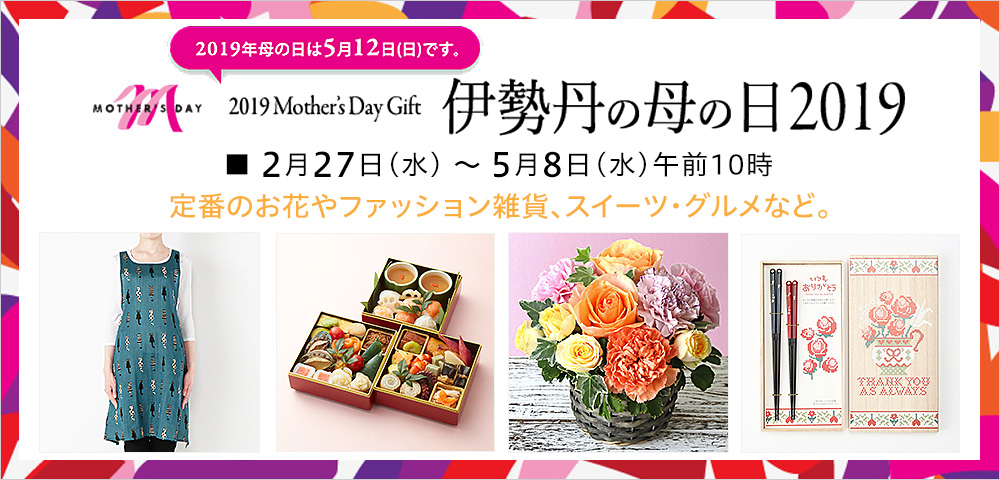 2019年母の日は5月12日(日)です。
MOTHER'S DAY
2019 Mother's Day Gift 伊勢丹の母の日2019
■ 2月27日(水) ~ 5月8日(水)午前10時
定番のお花やファッション雑貨、スイーツ・グルメなど。
いつも
ありがとう
THANK YOU
AS ALWAYS